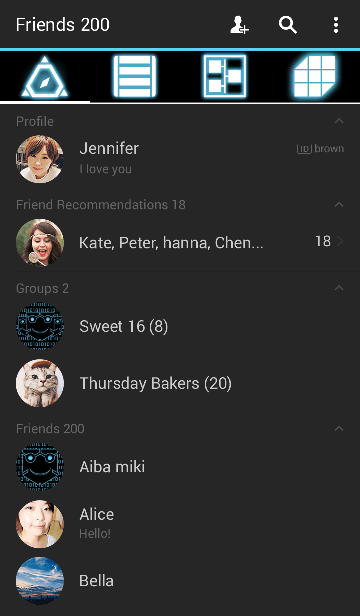 Friends 200
Profile
Jennifer
ID brown
I love you
Friend Recommendations 18
Kate, Peter, hanna, Chen...
18
Groups 2
Sweet 16 (8)
Thursday Bakers (20)
Friends 200
Aiba miki
Alice
Hello!
Bella